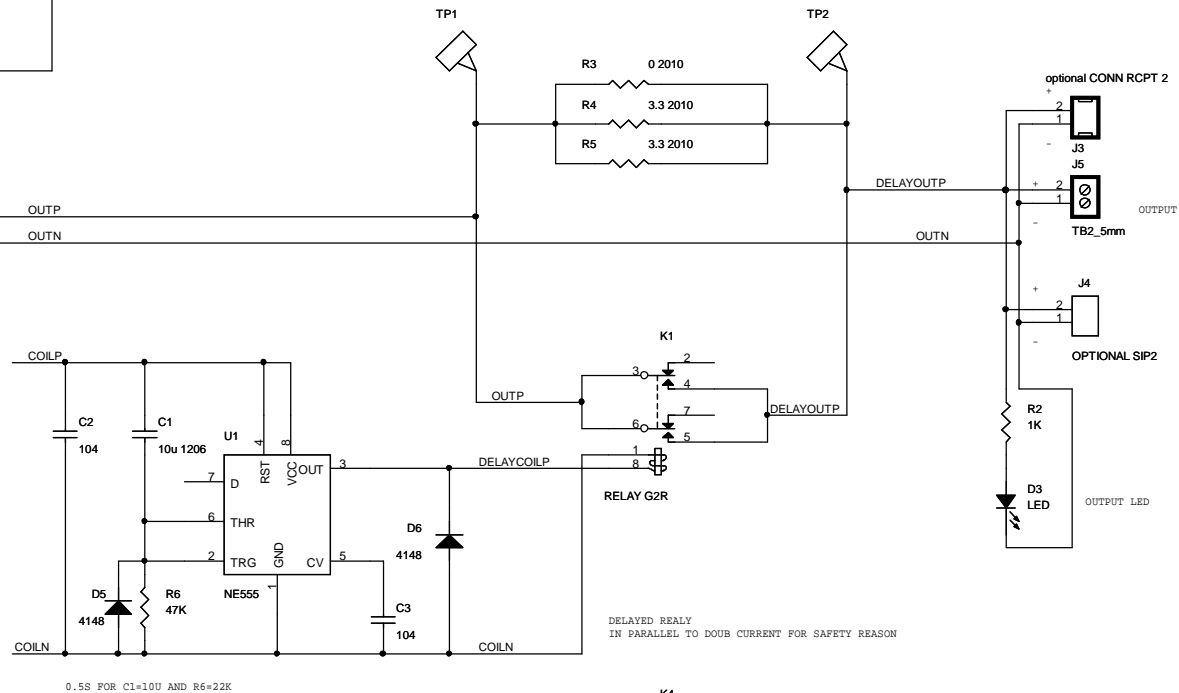 TP1
TP2
R3 0 2010
R4 3.3 2010
R5 3.3 2010
optional CONN RCPT 2
+
2
1
-
J3
J5
DELAYOUTP
+
2
1
-
OUTPUT
TB2_5mm
OUTP
OUTN
OUTN
+
J4
2
1
-
OPTIONAL SIP2
COILP
K1
2
3
4
OUTP
7
DELAYOUTP
6
5
1
8
RELAY G2R
C2
104
C1
10u 1206
U1
4
8
RST
VCC
OUT
3
DELAYCOILP
7
D
6
THR
2
TRG
GND
CV
5
1
NE555
D6
4148
R2
1K
D3
LED
OUTPUT LED
D5
4148
R6
47K
C3
104
DELAYED REALY
IN PARALLEL TO DOUB CURRENT FOR SAFETY REASON
COILN
COILN
0.5S FOR C1=10U AND R6=22K